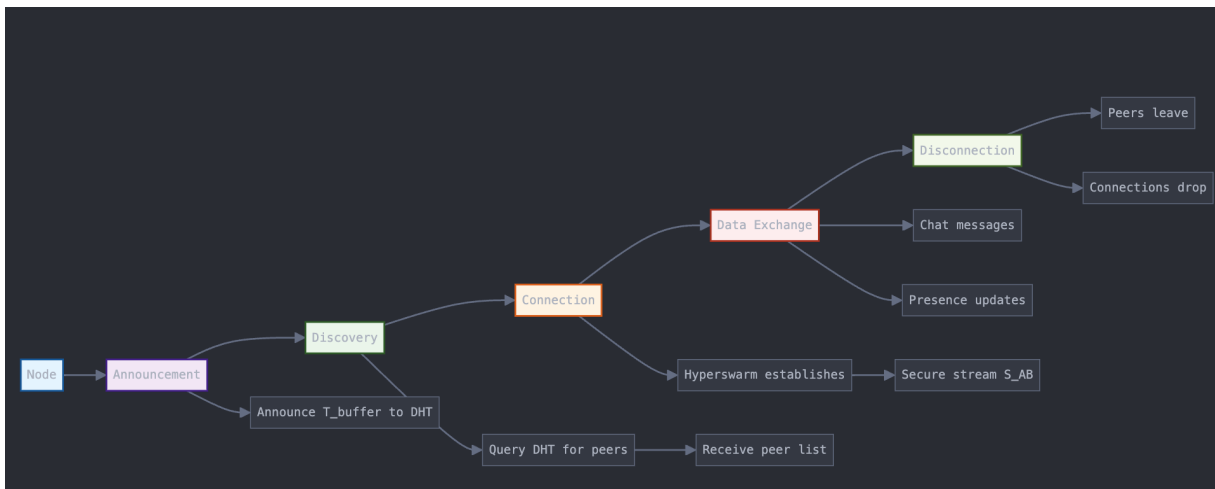 Node
Announcement
Announce T_buffer to DHT
Discovery
Query DHT for peers
Receive peer list
Connection
Hyperswarm establishes
Secure stream S_AB
Data Exchange
Chat messages
Presence updates
Disconnection
Peers leave
Connections drop